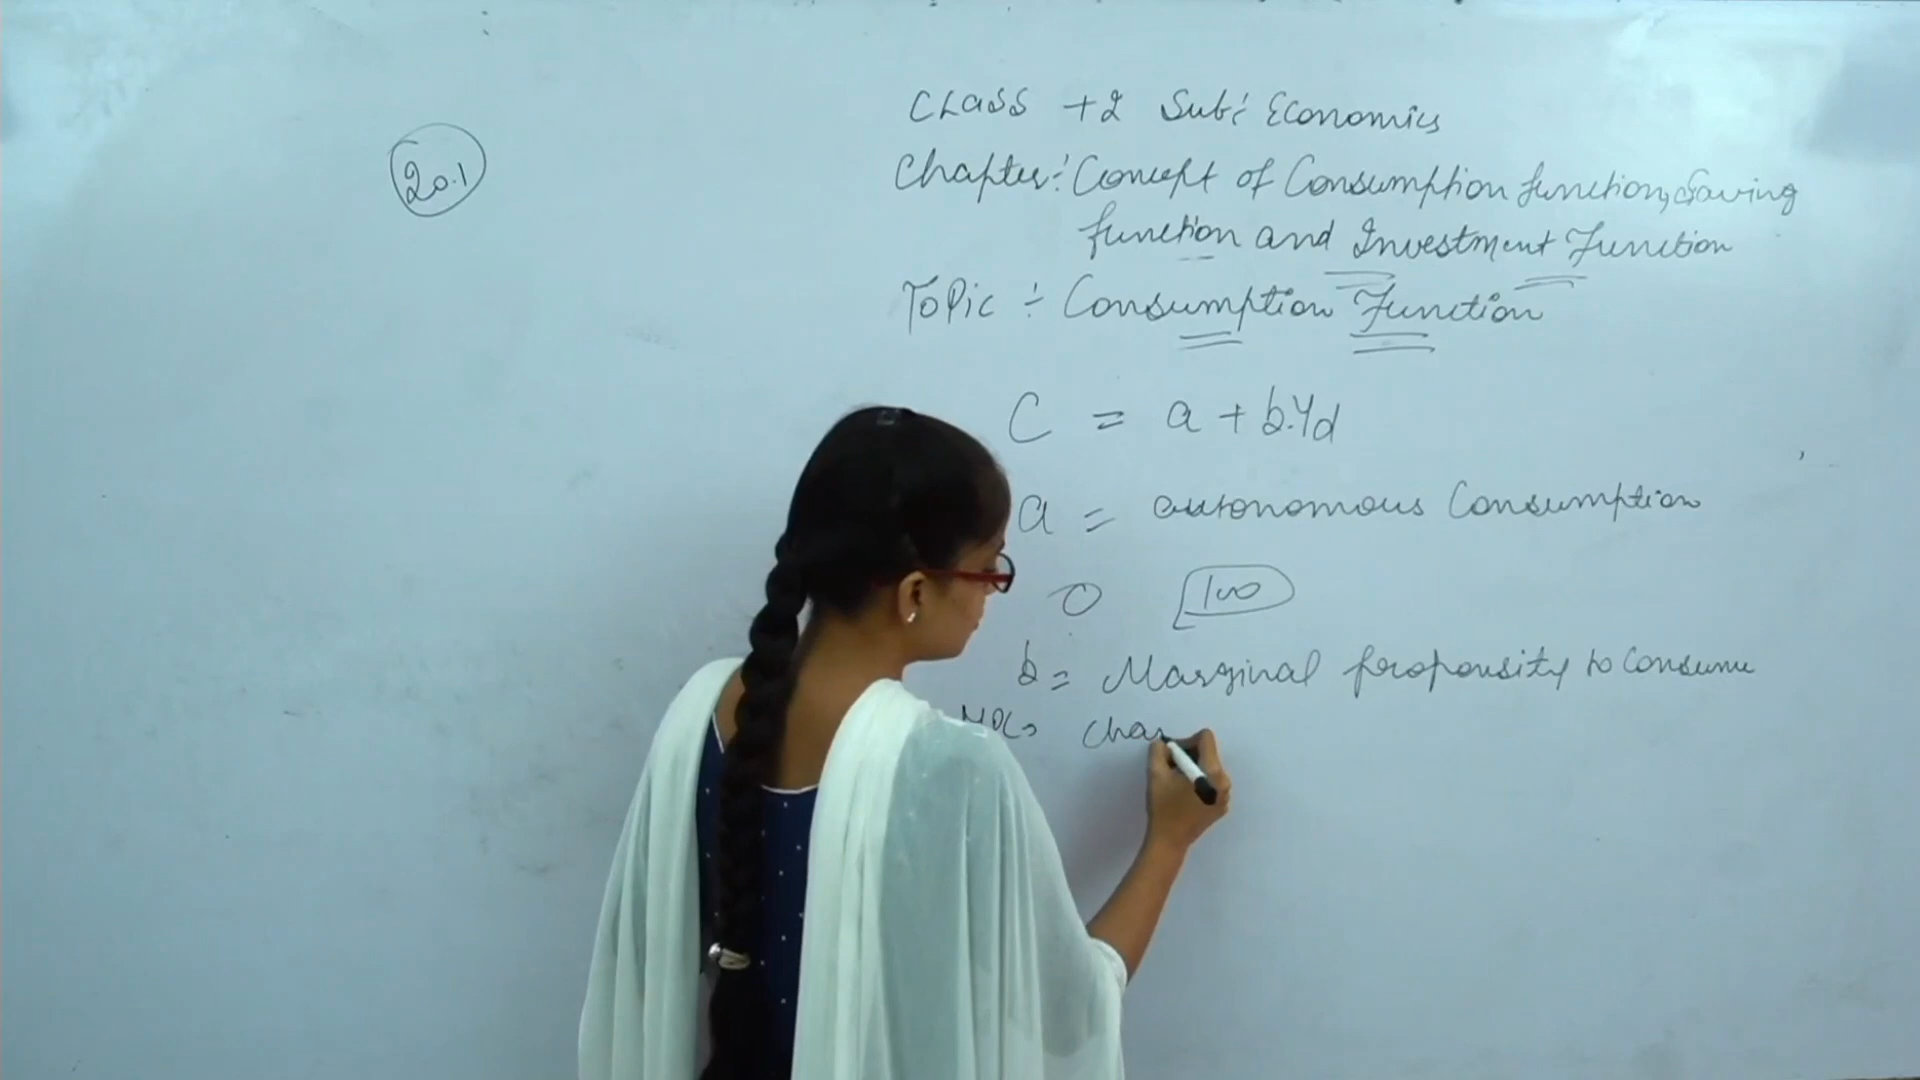 20.1
Class +2 Sub: Economics
Chapter:- Concept of Consumption function, Saving
function and Investment Function
Topic :- Consumption Function
C = a + b.Yd
a = autonomous Consumption
0 100
b = Marginal propensity to Consume
MPC =